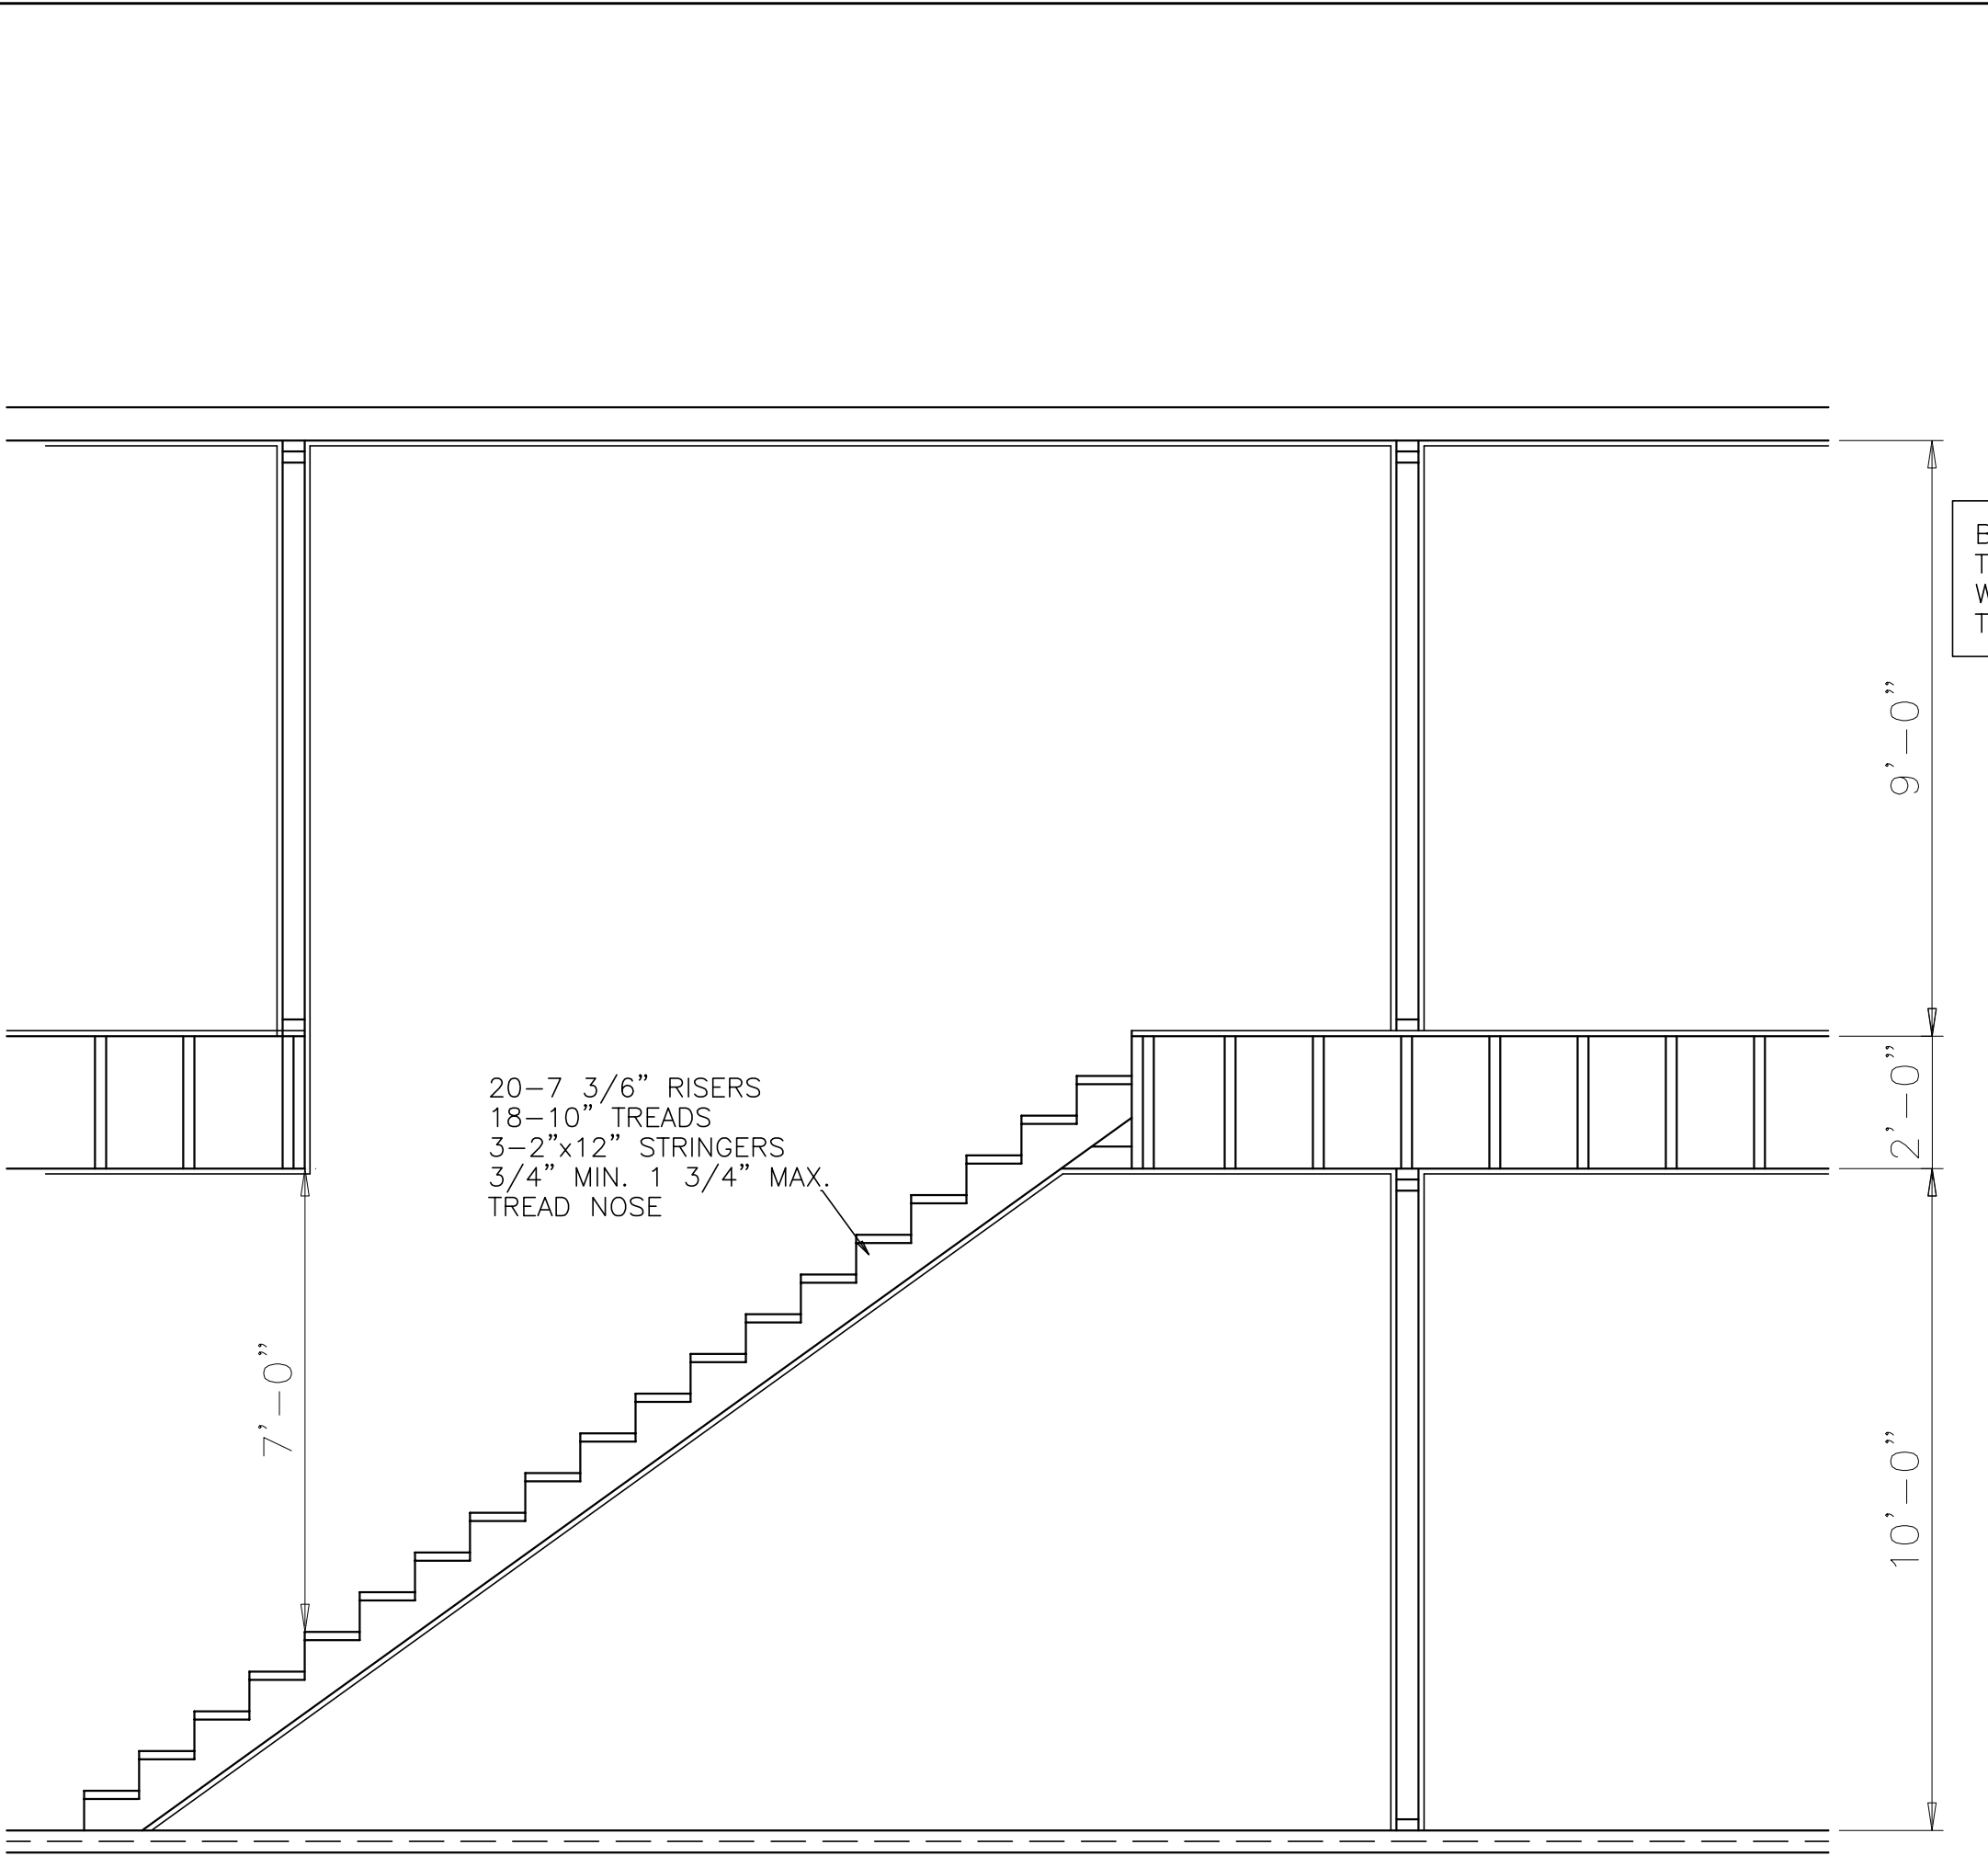 B
T
W
T
9'-0"
20-7 3/6" RISERS
18-10" TREADS
3-2"x12" STRINGERS
3/4" MIN. 1 3/4" MAX.
TREAD NOSE
2'-0"
7'-0"
10'-0"